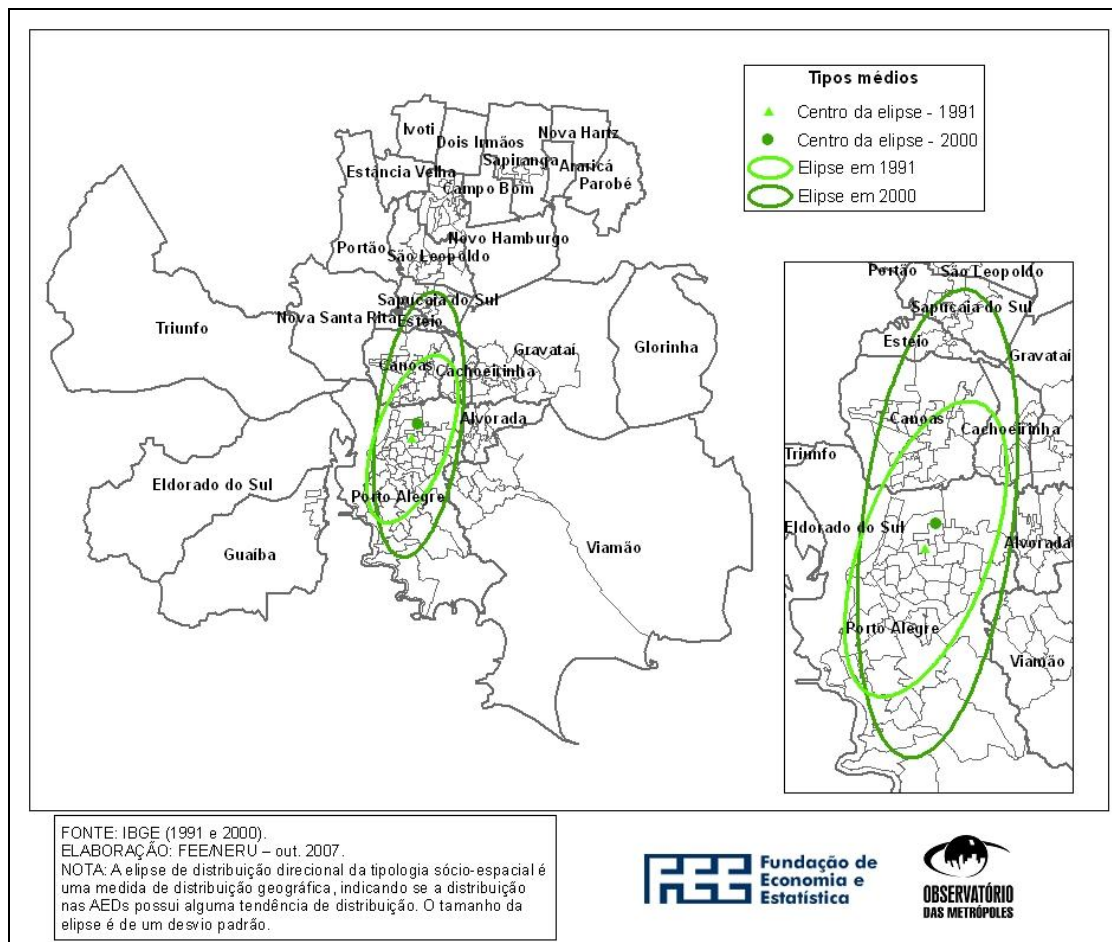 Tipos médios
Centro da elipse - 1991
Centro da elipse - 2000
Elipse em 1991
Elipse em 2000
Ivoti
Dois Irmãos
Nova Hartz
Sapiranga
Araricá
Estância Velha
Campo Bom
Parobé
Portão
Novo Hamburgo
São Leopoldo
Sapucaia do Sul
Triunfo
Nova Santa Rita
Esteio
Gravataí
Glorinha
Canoas
Cachoeirinha
Alvorada
Eldorado do Sul
Porto Alegre
Guaíba
Viamão
Portão
São Leopoldo
Sapucaia do Sul
Esteio
Gravataí
Canoas
Cachoeirinha
Triunfo
Eldorado do Sul
Alvorada
Porto Alegre
Viamão
FONTE: IBGE (1991 e 2000).
ELABORAÇÃO: FEE/NERU – out. 2007.
NOTA: A elipse de distribuição direcional da tipologia sócio-espacial é
uma medida de distribuição geográfica, indicando se a distribuição
nas AEDs possui alguma tendência de distribuição. O tamanho da
elipse é de um desvio padrão.
FEE
Fundação de
Economia e
Estatística
OBSERVATÓRIO
DAS METRÓPOLES